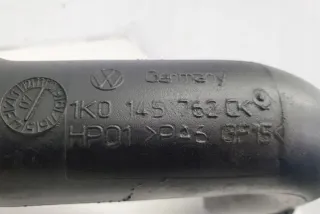 Germany
1K0 145 762 CK
HP01 >PA6 GF15<